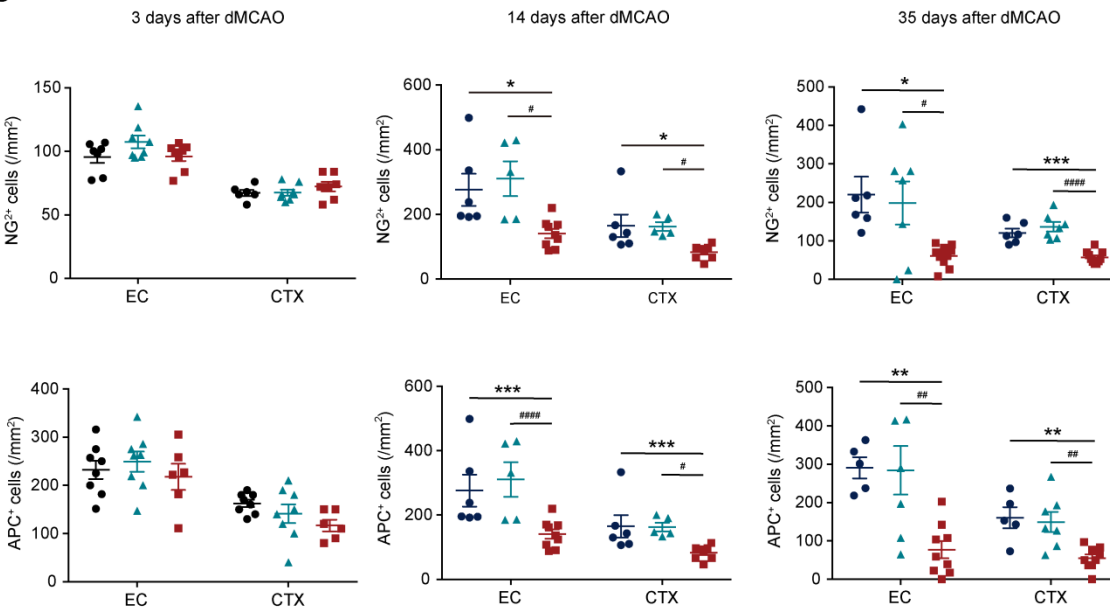 3 days after dMCAO
14 days after dMCAO
35 days after dMCAO
NG²⁺ cells (/mm²)
150
100
50
0
EC
CTX
NG²⁺ cells (/mm²)
600
400
200
0
*
#
*
#
EC
CTX
NG²⁺ cells (/mm²)
500
400
300
200
100
0
*
#
***
####
EC
CTX
APC⁺ cells (/mm²)
400
300
200
100
0
EC
CTX
APC⁺ cells (/mm²)
600
400
200
0
***
####
***
#
EC
CTX
APC⁺ cells (/mm²)
500
400
300
200
100
0
**
##
**
##
EC
CTX